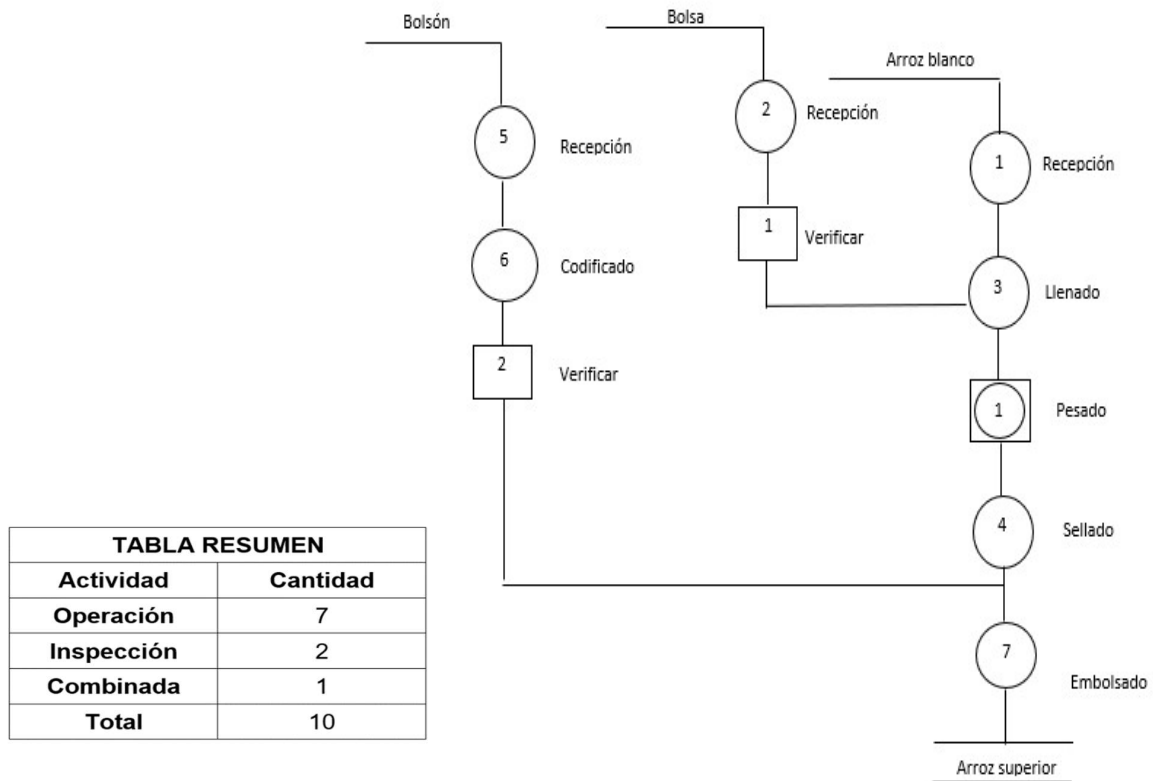 Bolsón
Bolsa
Arroz blanco
2
Recepción
5
Recepción
1
Recepción
1
Verificar
6
Codificado
3
Llenado
2
Verificar
1
Pesado
4
Sellado
TABLA RESUMEN
Actividad Cantidad
Operación 7
Inspección 2
Combinada 1
Total 10
7
Embolsado
Arroz superior